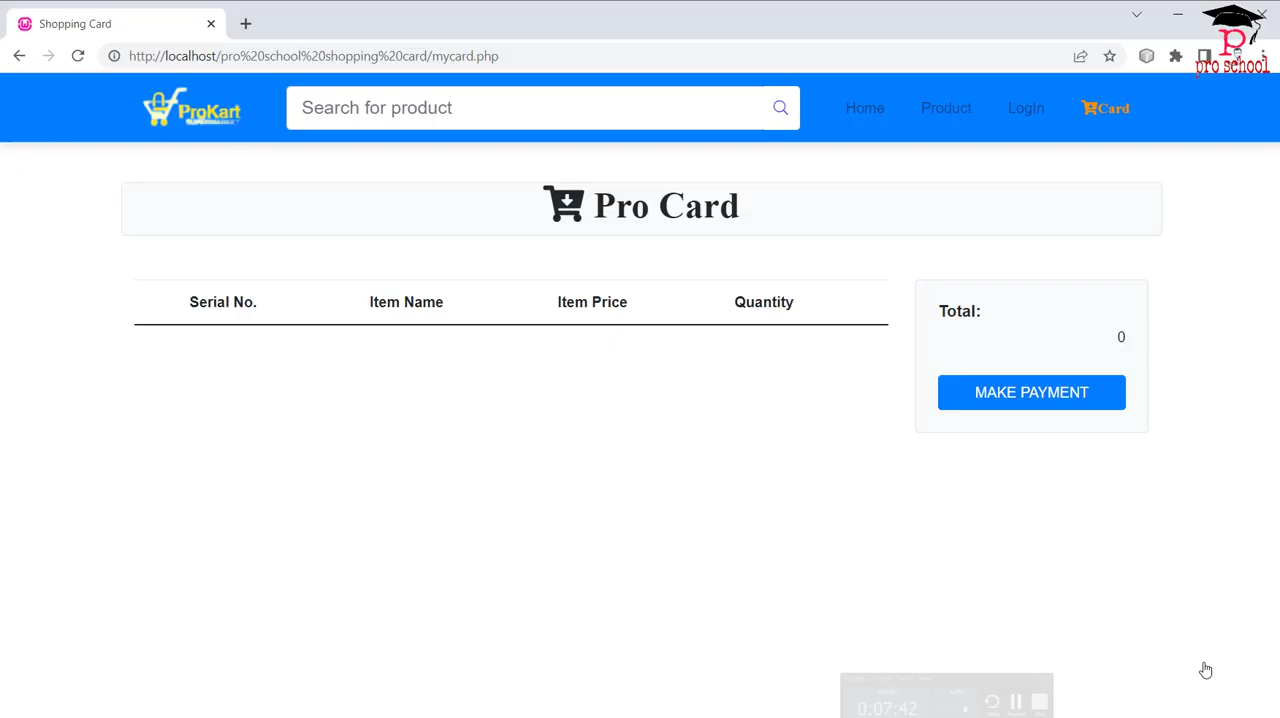 Shopping Card
http://localhost/pro%20school%20shopping%20card/mycard.php
p
pro school
ProKart
Search for product
Home
Product
LogIn
Card
Pro Card
Serial No.
Item Name
Item Price
Quantity
Total:
0
MAKE PAYMENT
0:07:42